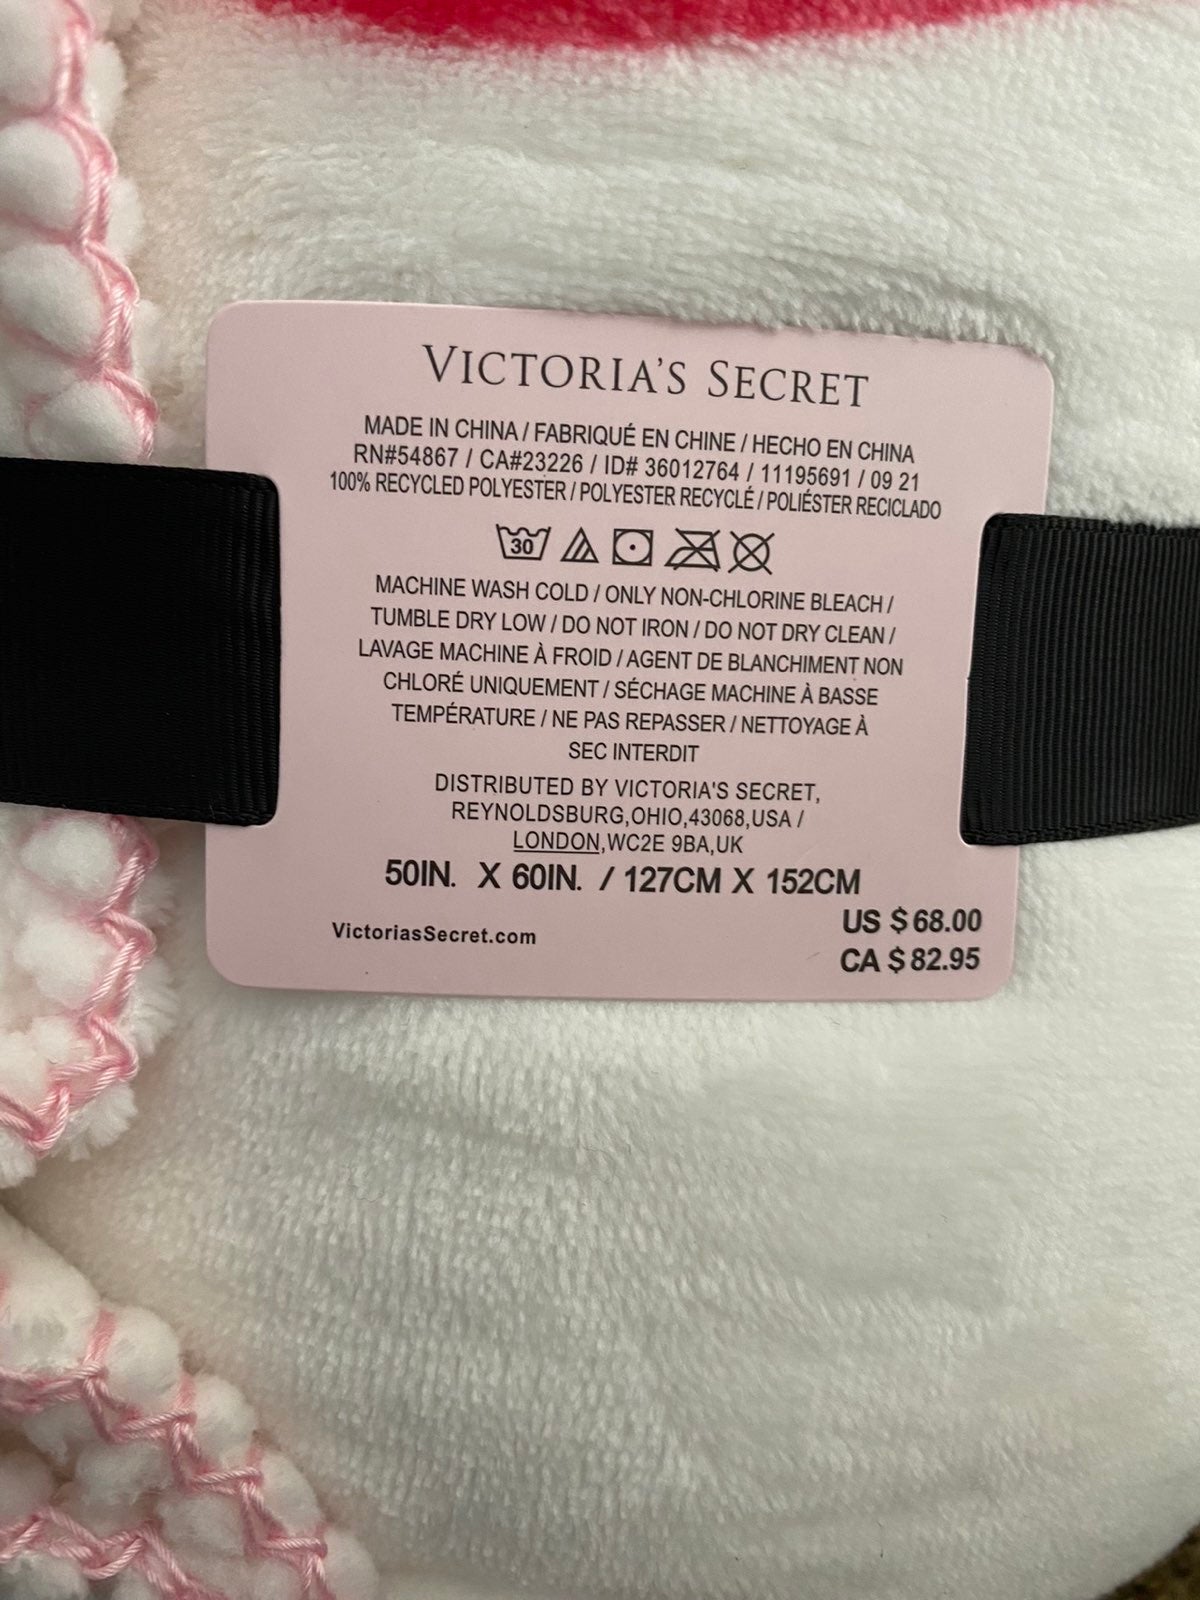 VICTORIA'S SECRET
MADE IN CHINA / FABRIQUÉ EN CHINE / HECHO EN CHINA
RN#54867 / CA#23226 / ID# 36012764 / 11195691 / 09 21
100% RECYCLED POLYESTER / POLYESTER RECYCLÉ / POLIÉSTER RECICLADO
30
MACHINE WASH COLD / ONLY NON-CHLORINE BLEACH /
TUMBLE DRY LOW / DO NOT IRON / DO NOT DRY CLEAN /
LAVAGE MACHINE À FROID / AGENT DE BLANCHIMENT NON
CHLORÉ UNIQUEMENT / SÉCHAGE MACHINE À BASSE
TEMPÉRATURE / NE PAS REPASSER / NETTOYAGE À
SEC INTERDIT
DISTRIBUTED BY VICTORIA'S SECRET,
REYNOLDSBURG,OHIO,43068,USA /
LONDON,WC2E 9BA,UK
50IN. X 60IN. / 127CM X 152CM
US $68.00
VictoriasSecret.com
CA $82.95